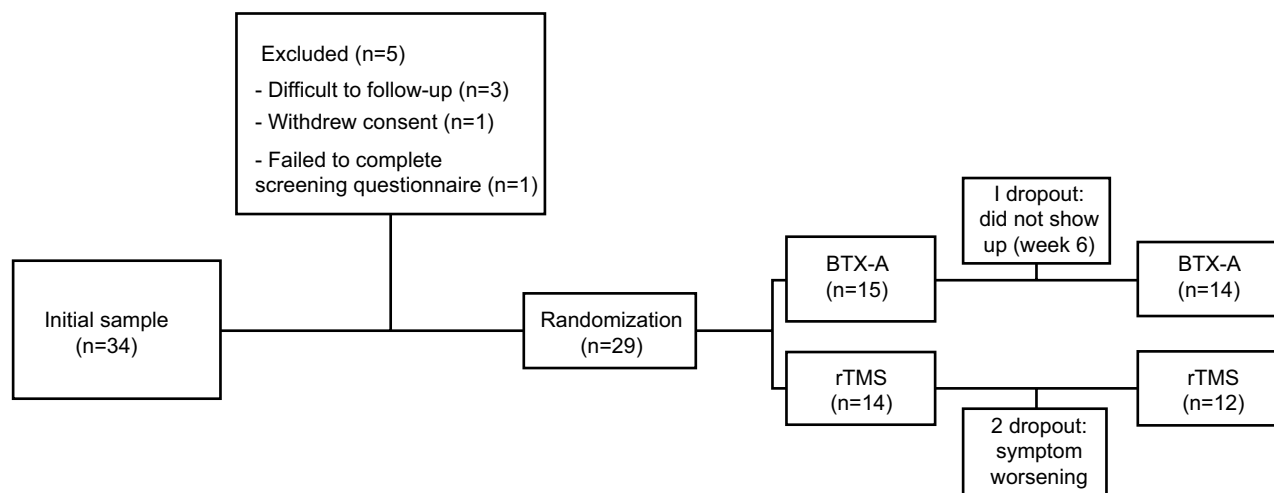 Excluded (n=5)
- Difficult to follow-up (n=3)
- Withdrew consent (n=1)
- Failed to complete
screening questionnaire (n=1)
Initial sample
(n=34)
Randomization
(n=29)
BTX-A
(n=15)
I dropout:
did not show
up (week 6)
BTX-A
(n=14)
rTMS
(n=14)
2 dropout:
symptom
worsening
rTMS
(n=12)